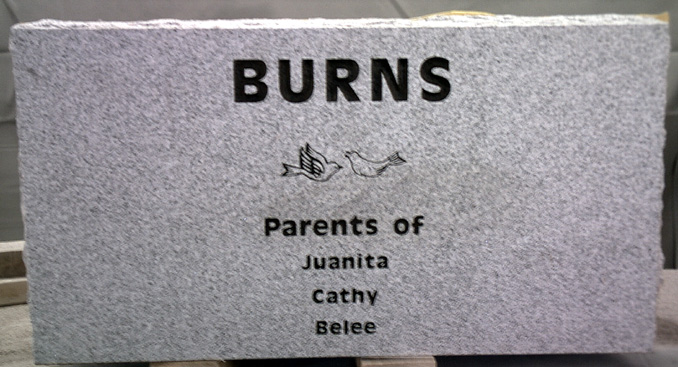 BURNS
Parents of
Juanita
Cathy
Belee